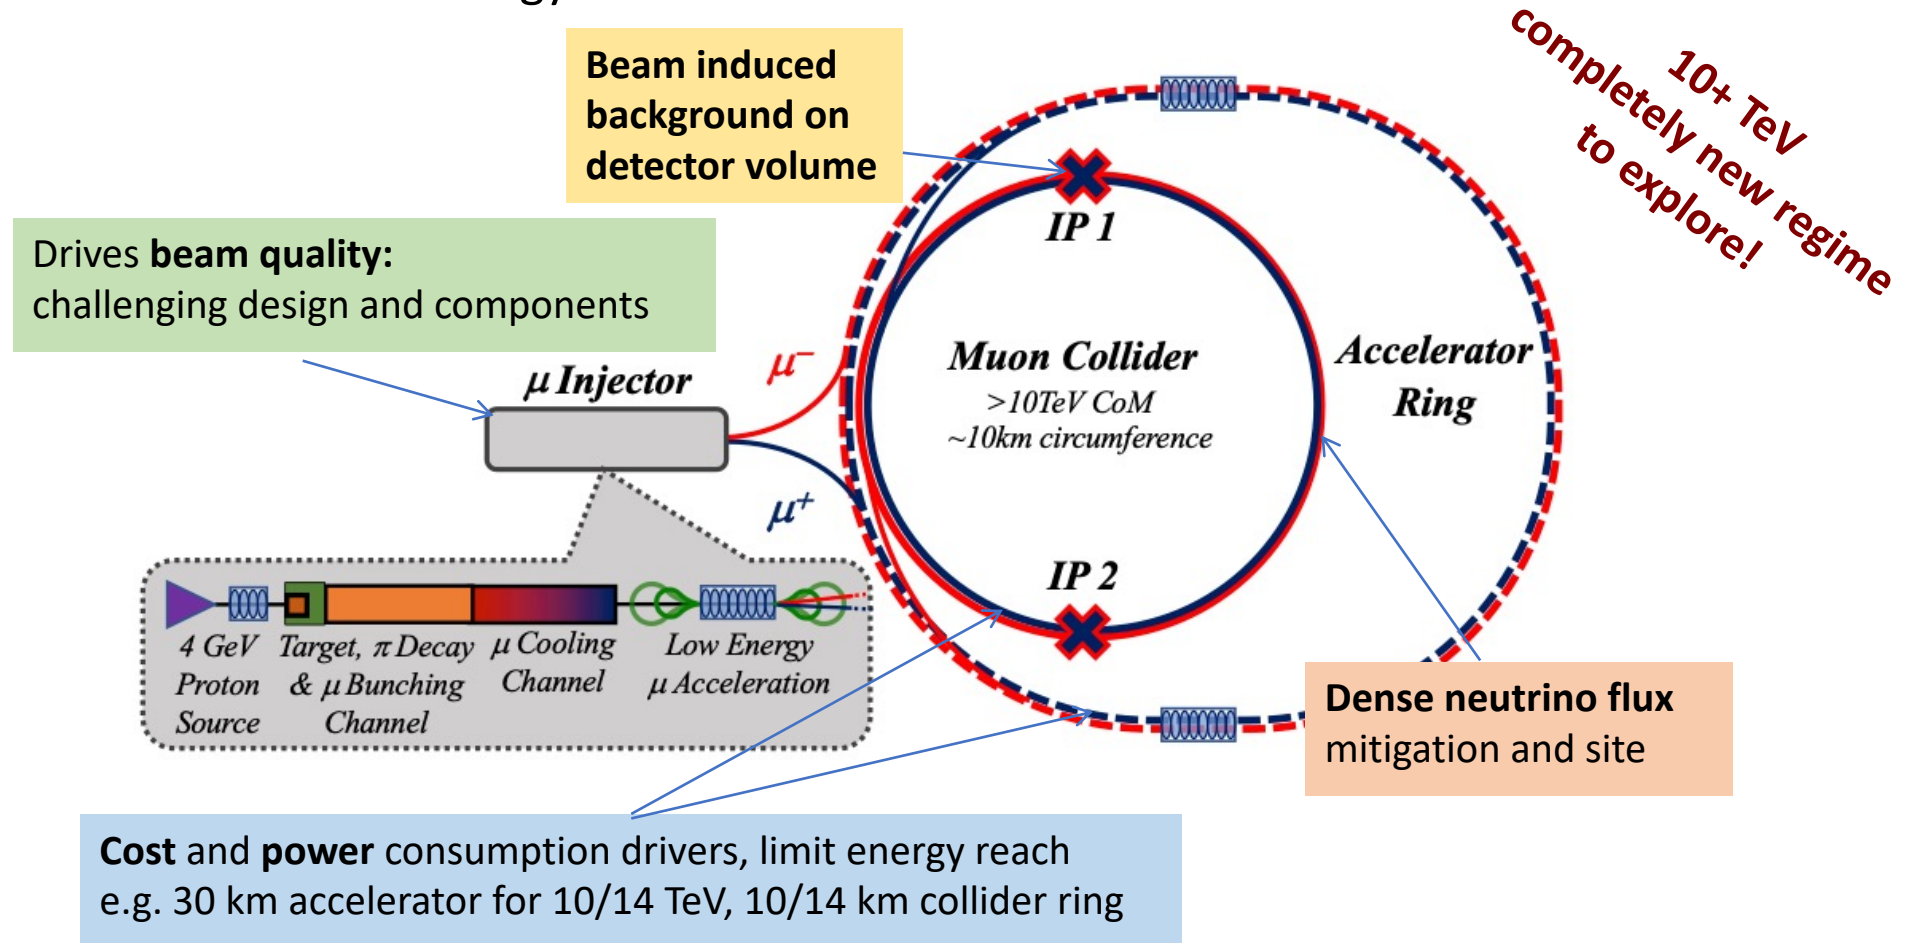 gy
10+ TeV
completely new regime
to explore!
Beam induced
background on
detector volume
Drives beam quality:
challenging design and components
IP 1
μ Injector
μ⁻
μ⁺
Muon Collider
>10TeV CoM
~10km circumference
Accelerator
Ring
IP 2
4 GeV
Proton
Source
Target, π Decay
& μ Bunching
Channel
μ Cooling
Channel
Low Energy
μ Acceleration
Dense neutrino flux
mitigation and site
Cost and power consumption drivers, limit energy reach
e.g. 30 km accelerator for 10/14 TeV, 10/14 km collider ring